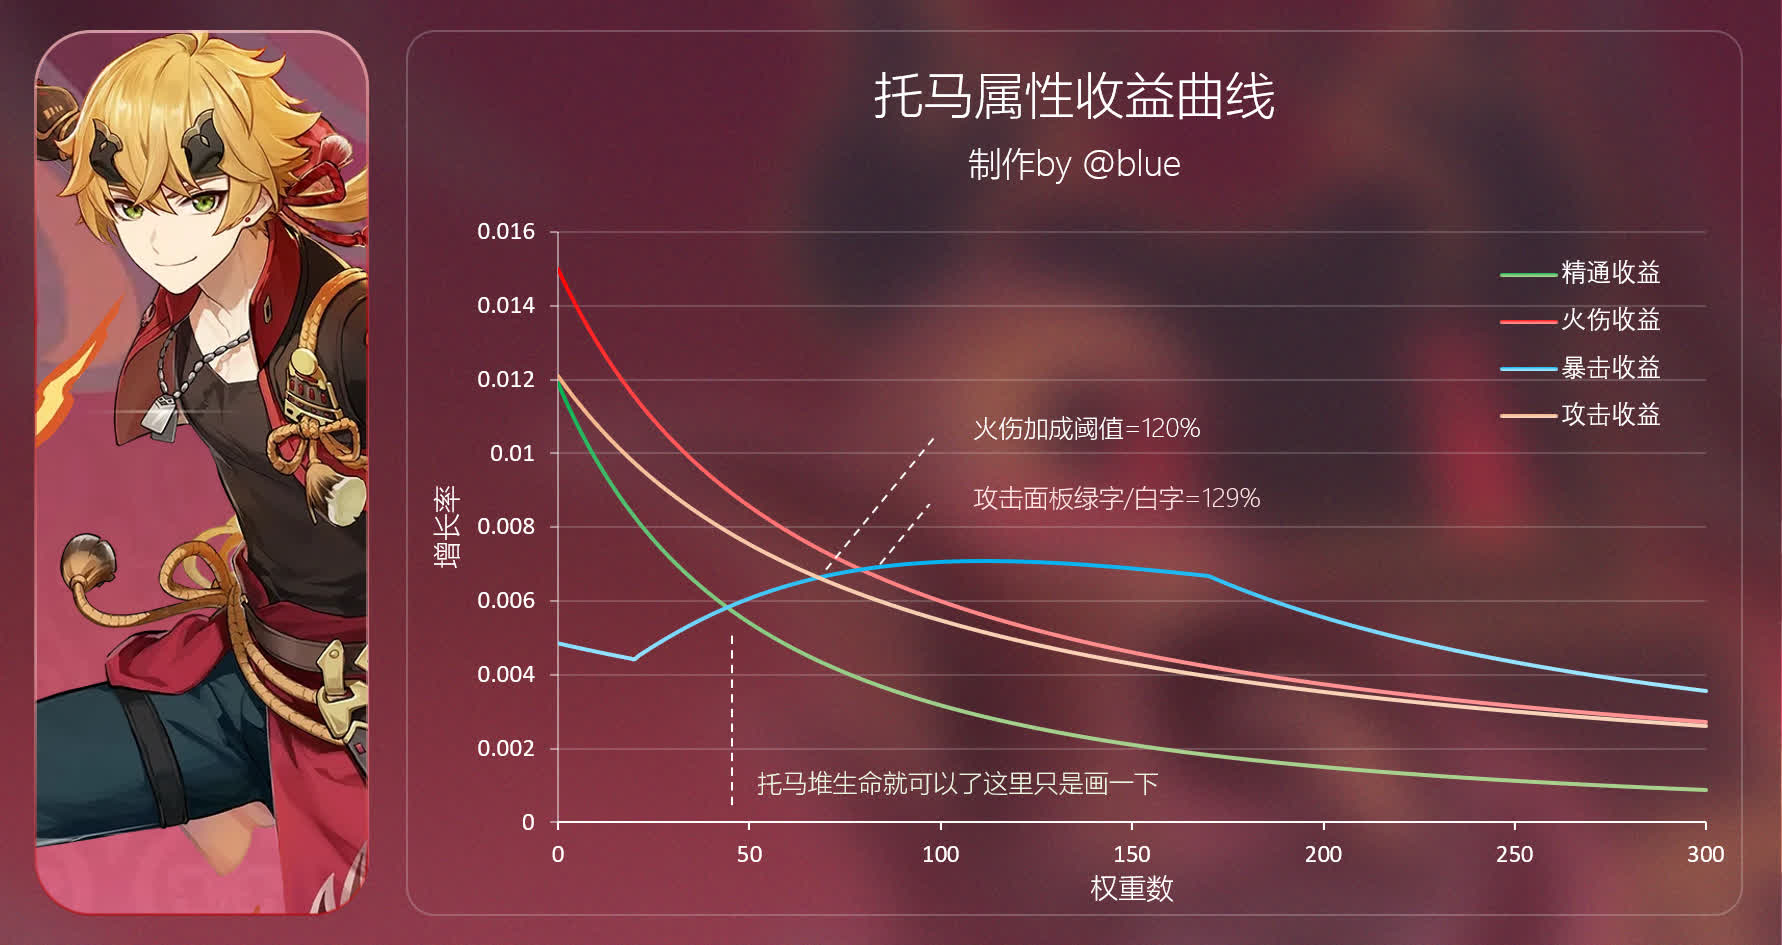 托马属性收益曲线
制作by @blue
0.016
0.014
0.012
0.01
0.008
0.006
0.004
0.002
0
增长率
精通收益
火伤收益
暴击收益
攻击收益
火伤加成阈值=120%
攻击面板绿字/白字=129%
托马堆生命就可以了这里只是画一下
0 50 100 150 200 250 300
权重数